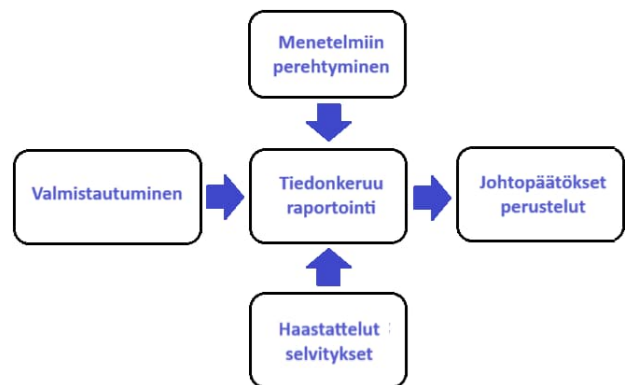 Menetelmiin
perehtyminen
Valmistautuminen
Tiedonkeruu
raportointi
Johtopäätökset
perustelut
Haastattelut
selvitykset